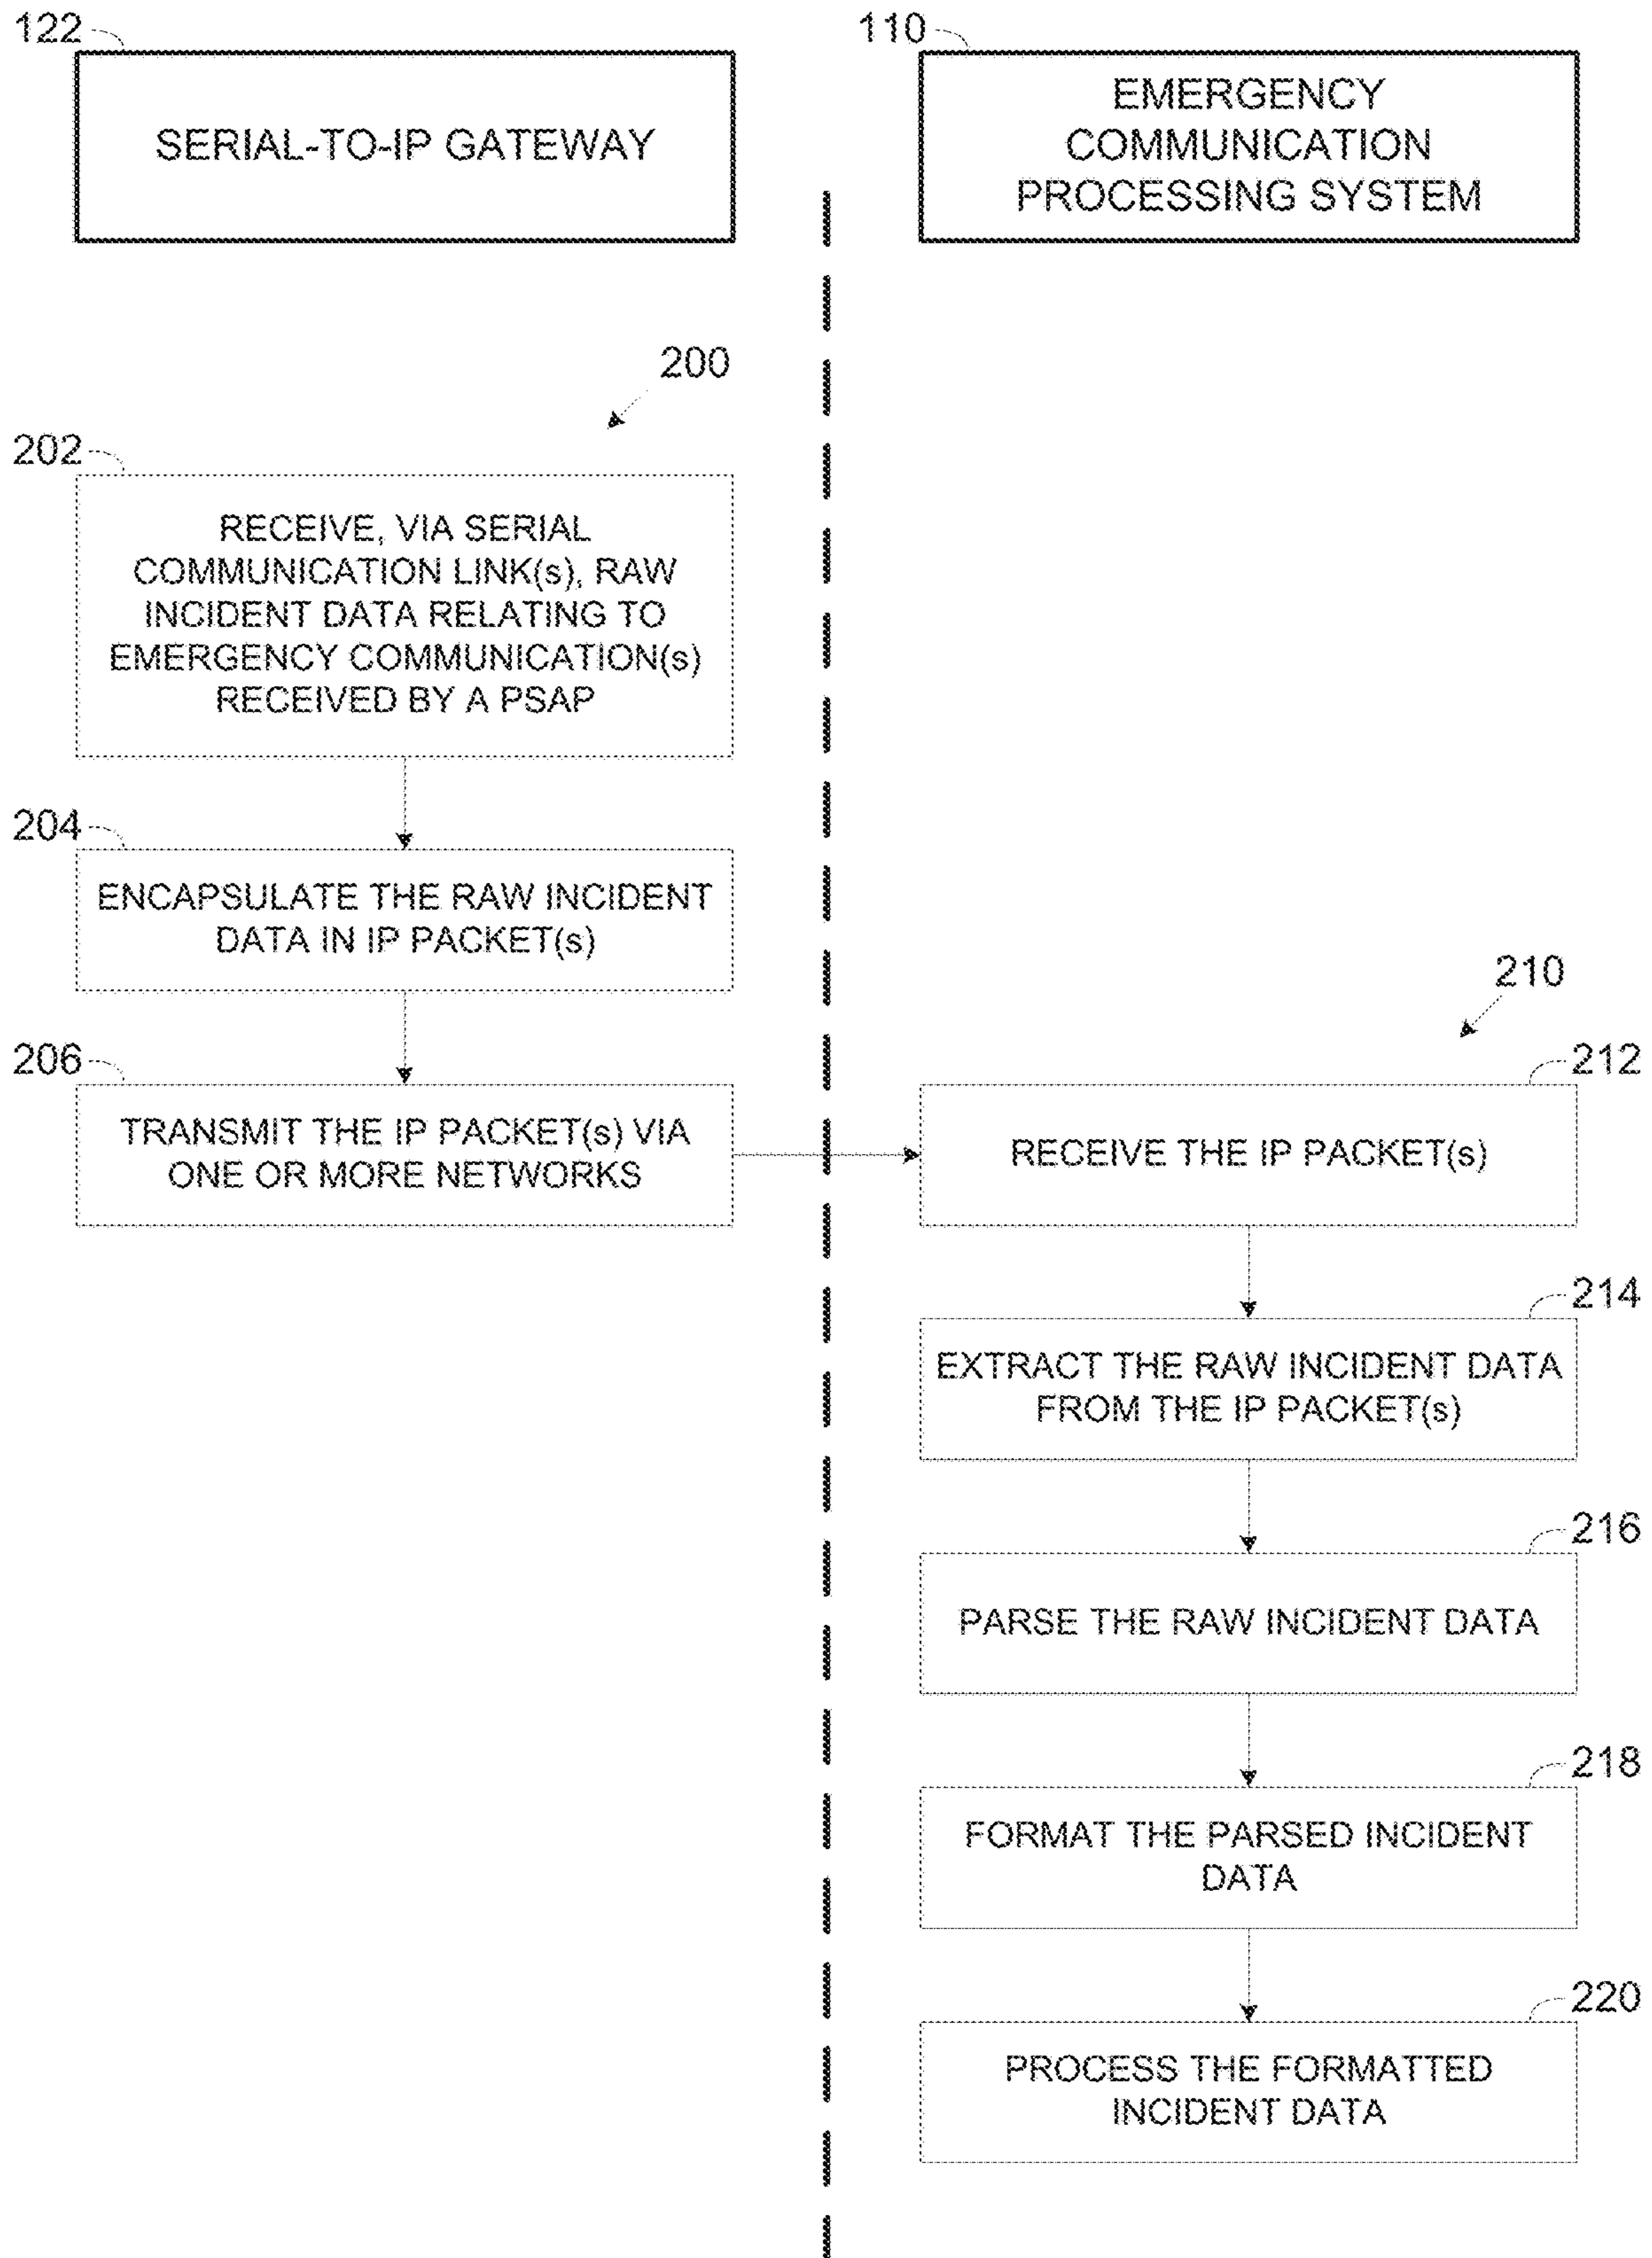 122
SERIAL-TO-IP GATEWAY
110
EMERGENCY
COMMUNICATION
PROCESSING SYSTEM
200
202
RECEIVE, VIA SERIAL
COMMUNICATION LINK(s), RAW
INCIDENT DATA RELATING TO
EMERGENCY COMMUNICATION(s)
RECEIVED BY A PSAP
204
ENCAPSULATE THE RAW INCIDENT
DATA IN IP PACKET(s)
206
TRANSMIT THE IP PACKET(s) VIA
ONE OR MORE NETWORKS
210
212
RECEIVE THE IP PACKET(s)
214
EXTRACT THE RAW INCIDENT DATA
FROM THE IP PACKET(s)
216
PARSE THE RAW INCIDENT DATA
218
FORMAT THE PARSED INCIDENT
DATA
220
PROCESS THE FORMATTED
INCIDENT DATA